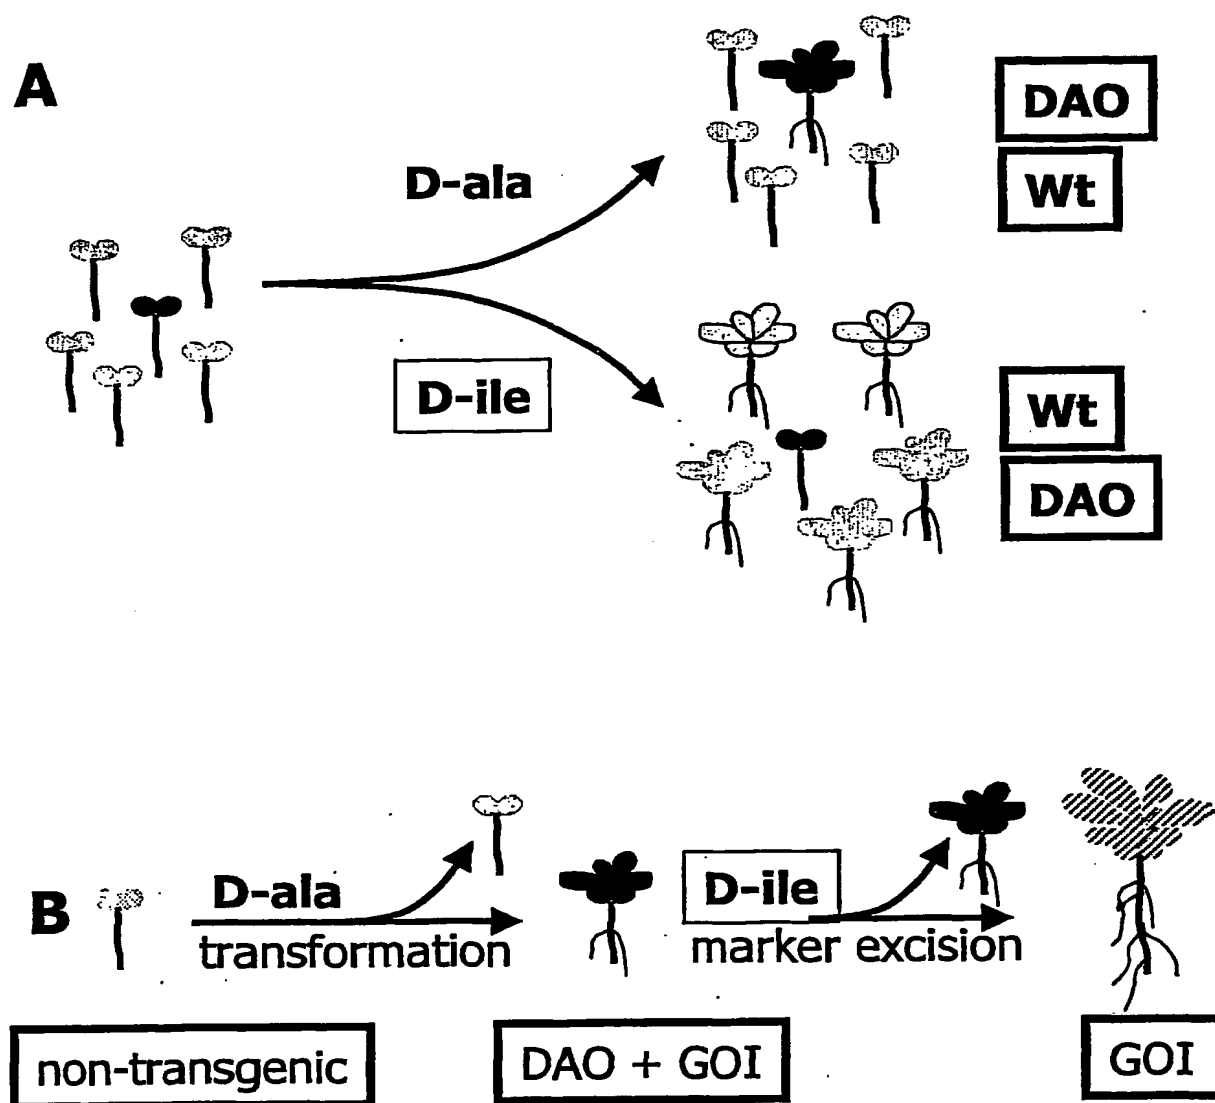 A
D-ala
DAO
Wt
D-ile
Wt
DAO
B
D-ala
transformation
D-ile
marker excision
non-transgenic
DAO + GOI
GOI